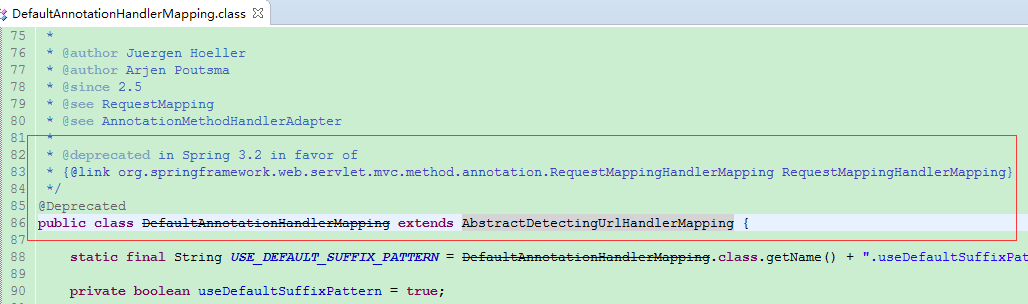 DefaultAnnotationHandlerMapping.class
75 *
76 * @author Juergen Hoeller
77 * @author Arjen Poutsma
78 * @since 2.5
79 * @see RequestMapping
80 * @see AnnotationMethodHandlerAdapter
81 *
82 * @deprecated in Spring 3.2 in favor of
83 * {@link org.springframework.web.servlet.mvc.method.annotation.RequestMappingHandlerMapping RequestMappingHandlerMapping}
84 */
85 @Deprecated
86 public class DefaultAnnotationHandlerMapping extends AbstractDetectingUrlHandlerMapping {
87
88 static final String USE_DEFAULT_SUFFIX_PATTERN = DefaultAnnotationHandlerMapping.class.getName() + ".useDefaultSuffixPat
89
90 private boolean useDefaultSuffixPattern = true;